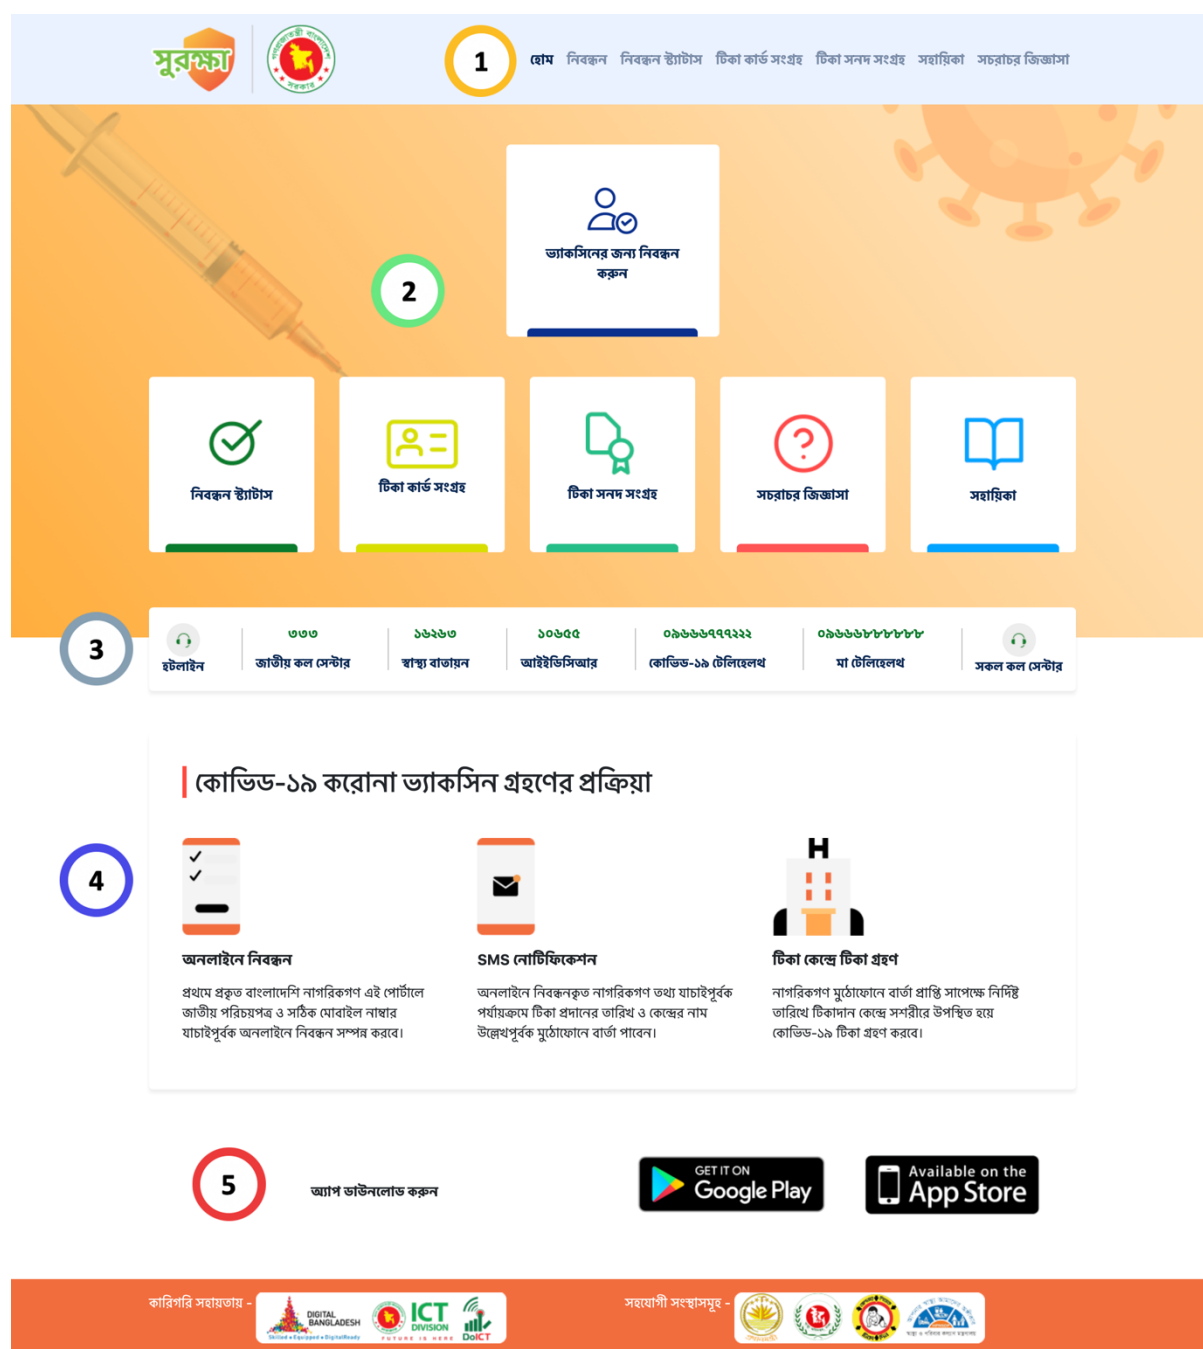 সুরক্ষা
1
হোম নিবন্ধন নিবন্ধন স্ট্যাটাস টিকা কার্ড সংগ্রহ টিকা সনদ সংগ্রহ সহায়িকা সচরাচর জিজ্ঞাসা
ভ্যাকসিনের জন্য নিবন্ধন
করুন
2
নিবন্ধন স্ট্যাটাস
টিকা কার্ড সংগ্রহ
টিকা সনদ সংগ্রহ
সচরাচর জিজ্ঞাসা
সহায়িকা
3
হটলাইন
৩৩৩
জাতীয় কল সেন্টার
১৬২৬৩
স্বাস্থ্য বাতায়ন
১০৬৫৫
আইইডিসিআর
০৯৬৬৬৭৭৭২২২
কোভিড-১৯ টেলিহেলথ
০৯৬৬৬৮৮৮৮৮৮
মা টেলিহেলথ
সকল কল সেন্টার
কোভিড-১৯ করোনা ভ্যাকসিন গ্রহণের প্রক্রিয়া
4
H
অনলাইনে নিবন্ধন
প্রথমে প্রকৃত বাংলাদেশি নাগরিকগণ এই পোর্টালে
জাতীয় পরিচয়পত্র ও সঠিক মোবাইল নাম্বার
যাচাইপূর্বক অনলাইনে নিবন্ধন সম্পন্ন করবে।
SMS নোটিফিকেশন
অনলাইনে নিবন্ধনকৃত নাগরিকগণ তথ্য যাচাইপূর্বক
পর্যায়ক্রমে টিকা প্রদানের তারিখ ও কেন্দ্রের নাম
উল্লেখপূর্বক মুঠোফোনে বার্তা পাবেন।
টিকা কেন্দ্রে টিকা গ্রহণ
নাগরিকগণ মুঠোফোনে বার্তা প্রাপ্তি সাপেক্ষে নির্দিষ্ট
তারিখে টিকাদান কেন্দ্রে সশরীরে উপস্থিত হয়ে
কোভিড-১৯ টিকা গ্রহণ করবে।
5
অ্যাপ ডাউনলোড করুন
GET IT ON
Google Play
Available on the
App Store
কারিগরি সহায়তায় -
DIGITAL
BANGLADESH
Skilled • Equipped • DigitalReady
ICT
DIVISION
FUTURE IS HERE
DoICT
সহযোগী সংস্থাসমূহ -